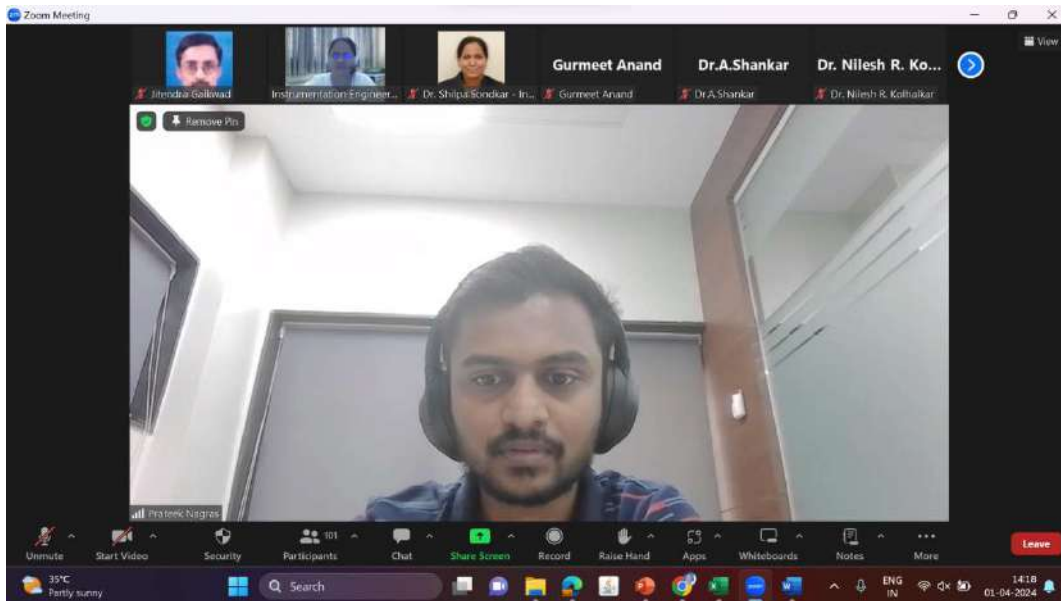 Zoom Meeting
View
Gurmeet Anand
Dr.A.Shankar
Dr. Nilesh R. Ko...
Jitendra Gaikwad
Instrumentation Engineer...
Dr. Shilpa Sondkar - In...
Gurmeet Anand
Dr.A.Shankar
Dr. Nilesh R. Kolhatkar
Remove Pin
Prateek Nagras
101
Unmute
Start Video
Security
Participants
Chat
Share Screen
Record
Raise Hand
Apps
Whiteboards
Notes
More
Leave
35°C
Partly sunny
Search
ENG
IN
14:18
01-04-2024